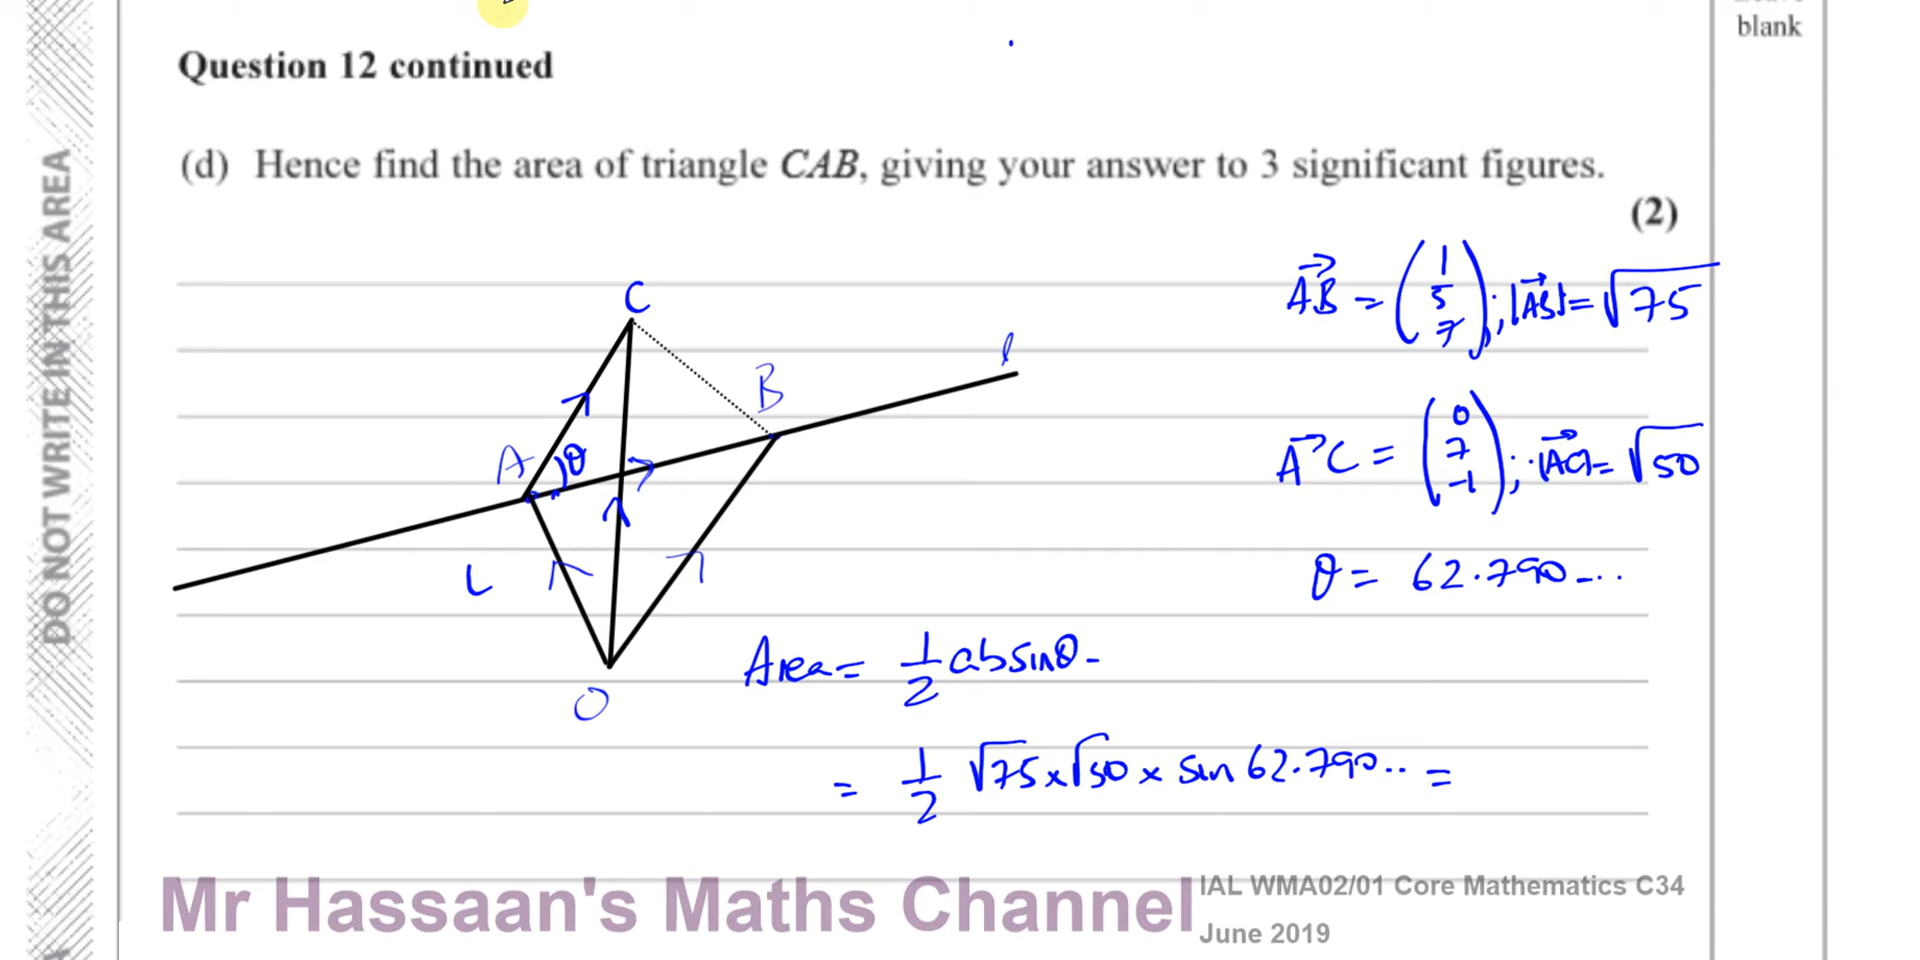 blank
Question 12 continued
(d) Hence find the area of triangle CAB, giving your answer to 3 significant figures.
(2)
C
B
l
A
θ
L
O
AB = (1 5 7); |AB| = √75
AC = (0 7 -1); |AC| = √50
θ = 62.790...
Area = 1/2 ab sinθ
= 1/2 √75 × √50 × sin 62.790.. =
DO NOT WRITE IN THIS AREA
Mr Hassaan's Maths Channel
IAL WMA02/01 Core Mathematics C34
June 2019